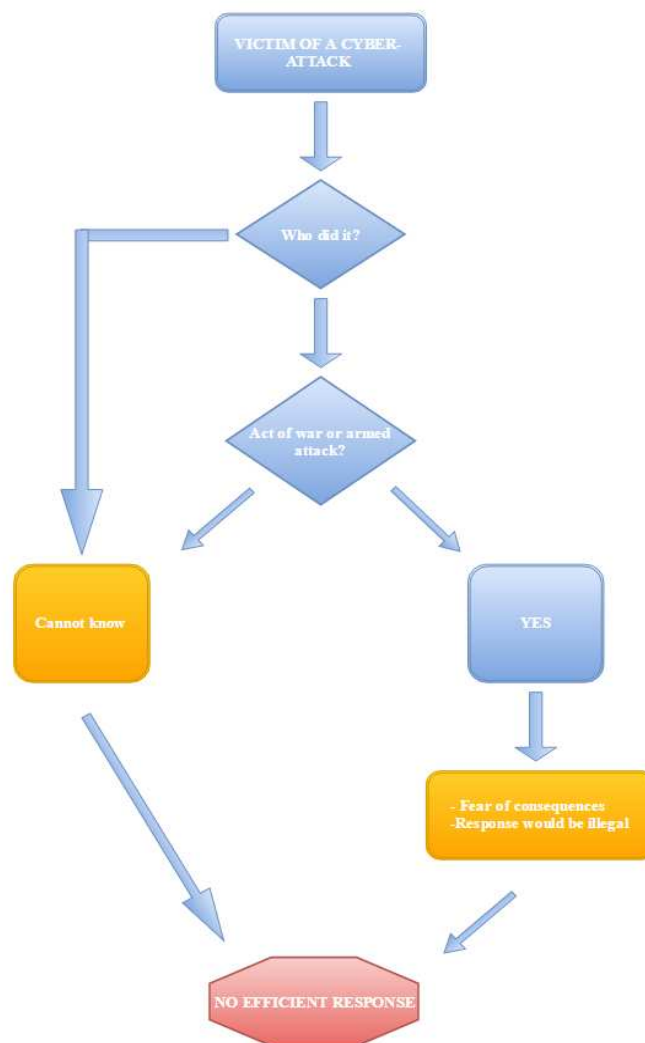 VICTIM OF A CYBER-
ATTACK
Who did it?
Act of war or armed
attack?
Cannot know
YES
- Fear of consequences
-Response would be illegal
NO EFFICIENT RESPONSE